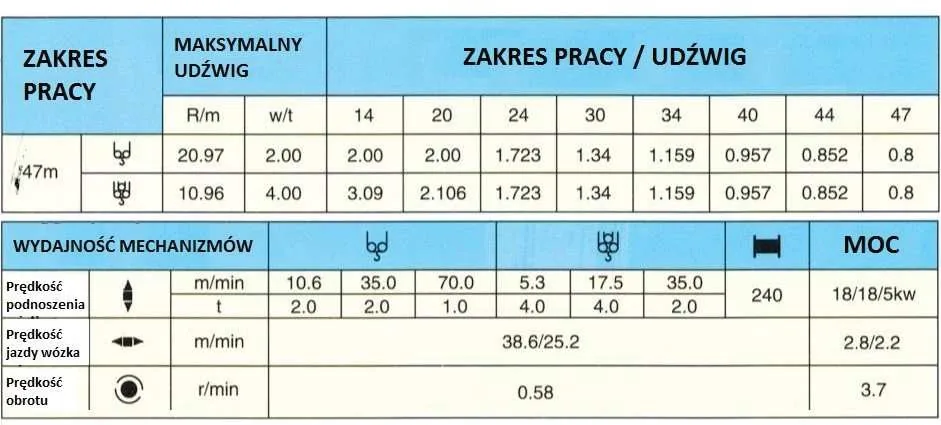 ZAKRES PRACY
MAKSYMALNY UDŹWIG
ZAKRES PRACY / UDŹWIG
R/m w/t 14 20 24 30 34 40 44 47
47m
20.97 2.00 2.00 2.00 1.723 1.34 1.159 0.957 0.852 0.8
10.96 4.00 3.09 2.106 1.723 1.34 1.159 0.957 0.852 0.8
WYDAJNOŚĆ MECHANIZMÓW MOC
Prędkość podnoszenia
m/min 10.6 35.0 70.0 5.3 17.5 35.0
t 2.0 2.0 1.0 4.0 4.0 2.0
240 18/18/5kw
Prędkość jazdy wózka
m/min 38.6/25.2 2.8/2.2
Prędkość obrotu
r/min 0.58 3.7